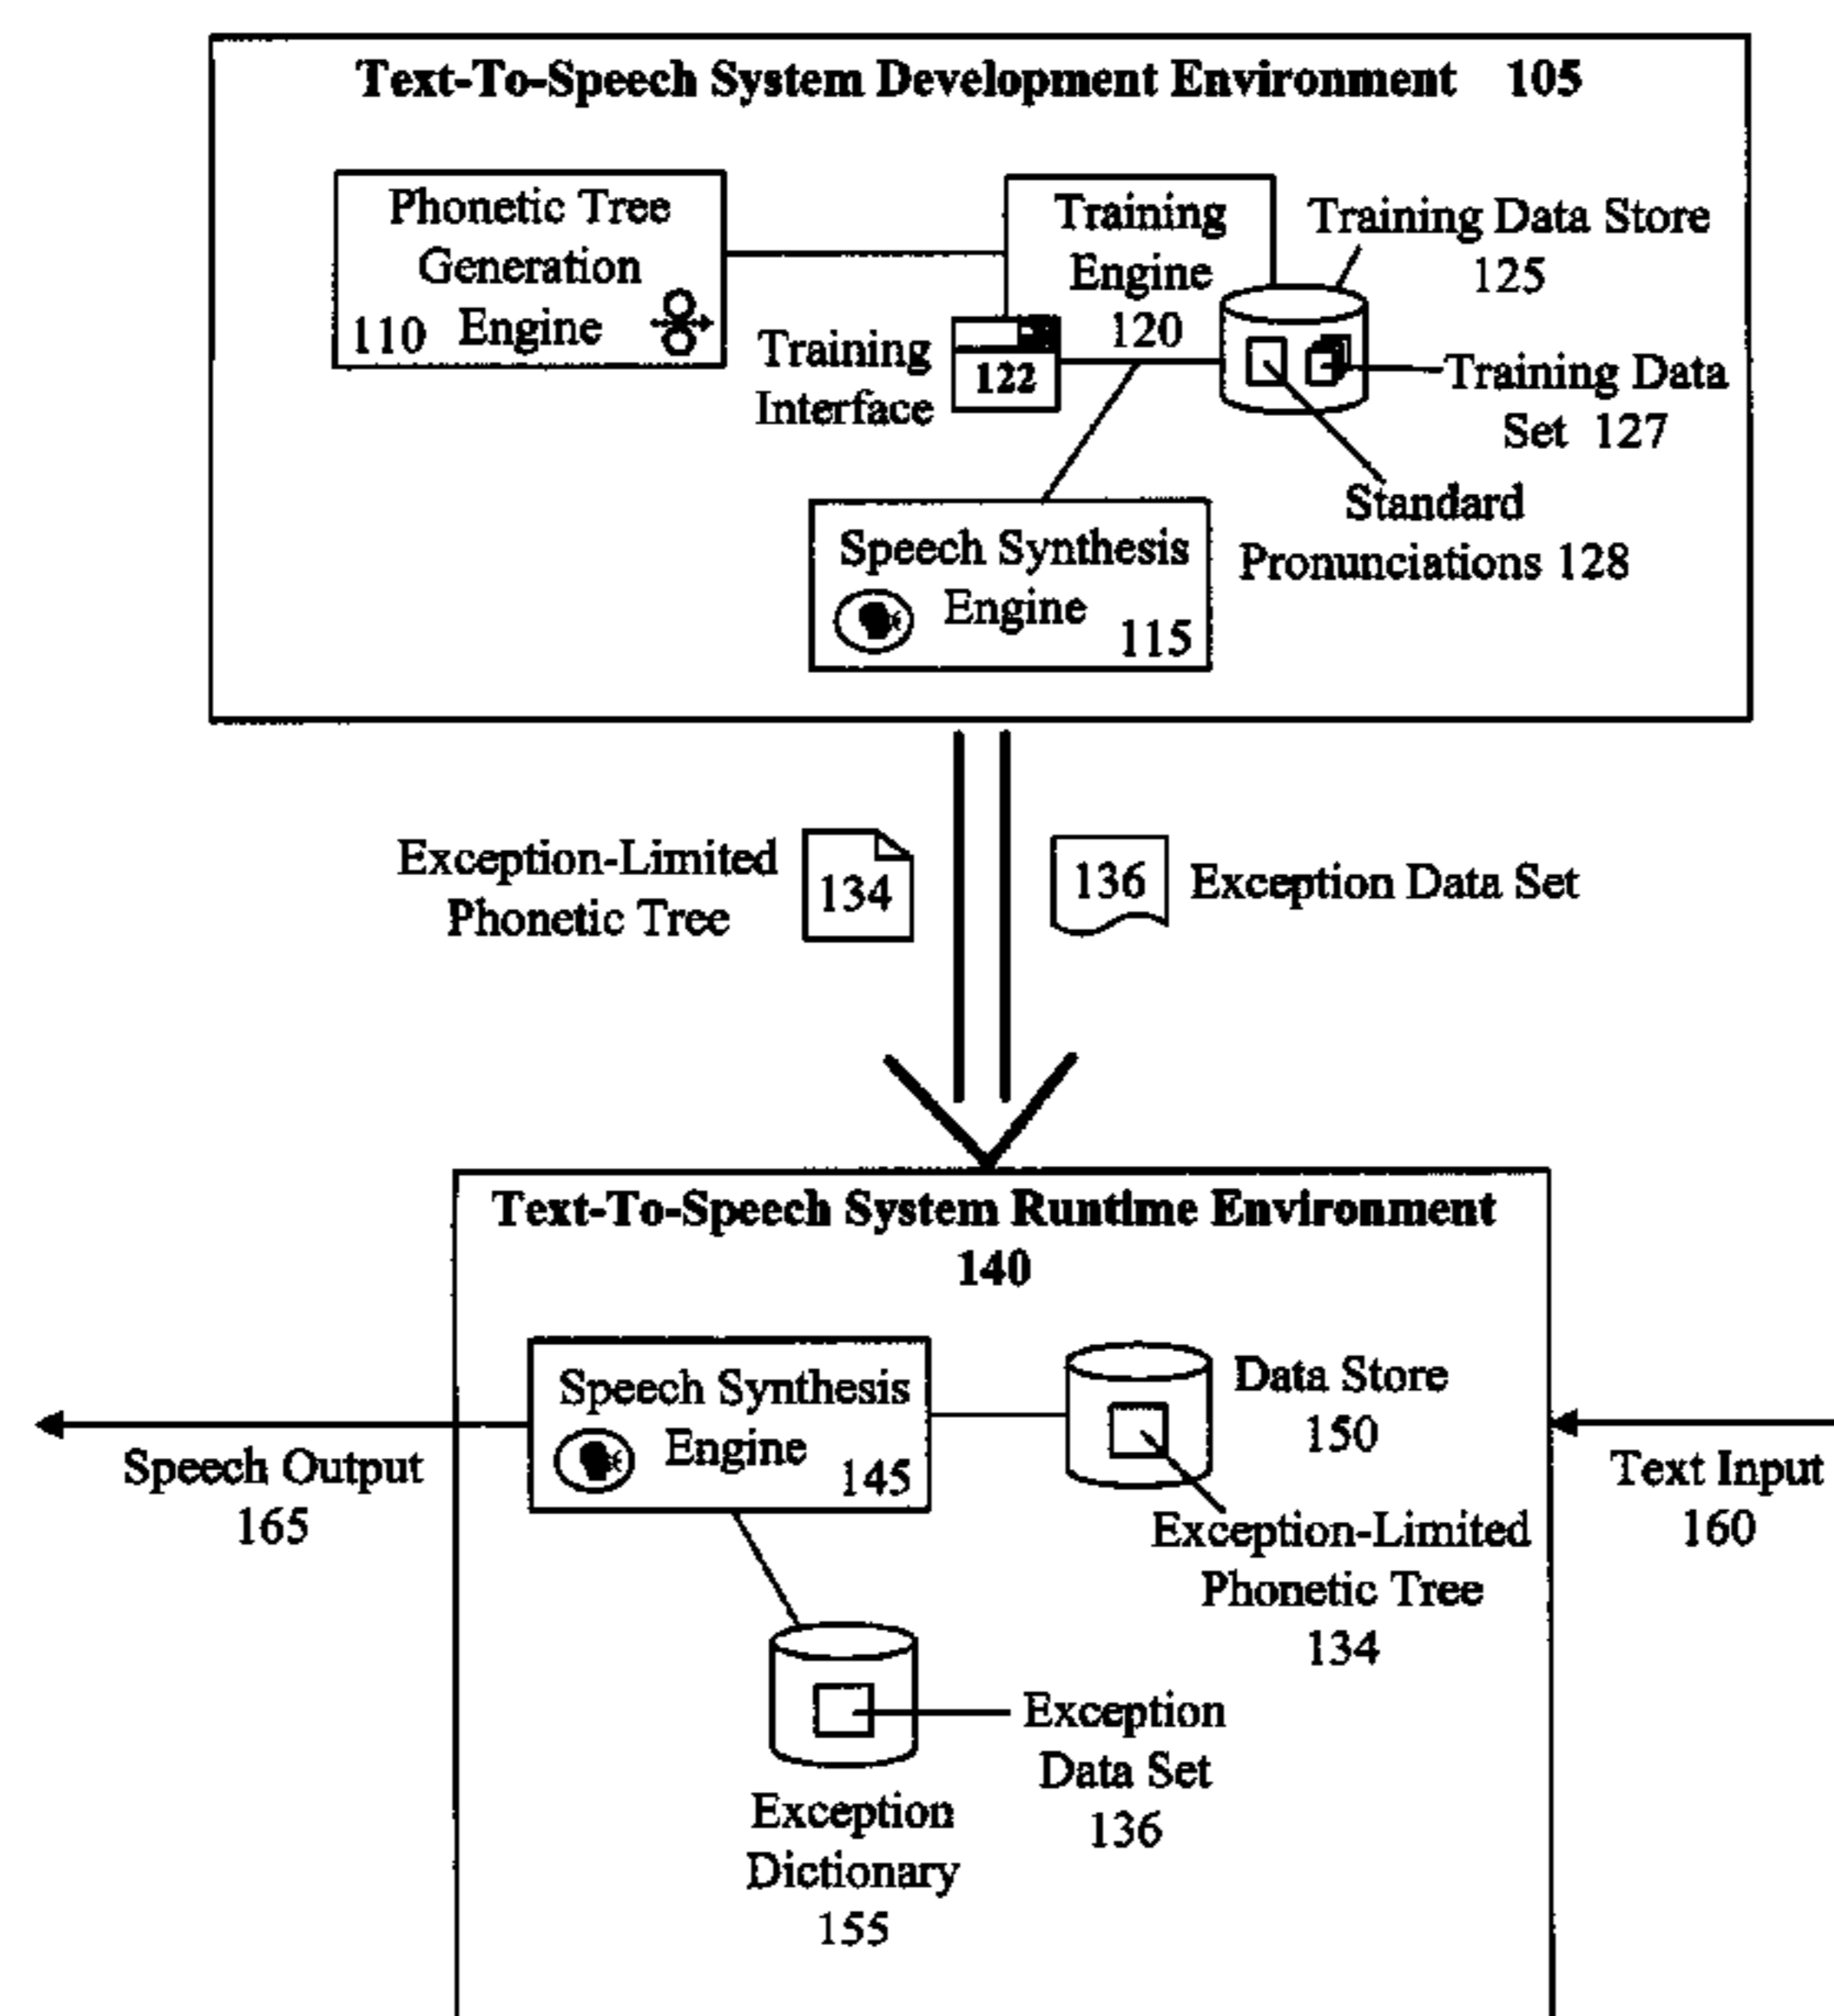 Text-To-Speech System Development Environment 105
Phonetic Tree
Generation
Engine
110
Training
Engine
120
Training Data Store
125
Training
Interface
122
Training Data
Set 127
Standard
Pronunciations 128
Speech Synthesis
Engine
115
Exception-Limited
Phonetic Tree
134
136
Exception Data Set
Text-To-Speech System Runtime Environment
140
Speech Synthesis
Engine
145
Data Store
150
Speech Output
165
Text Input
160
Exception-Limited
Phonetic Tree
134
Exception
Data Set
136
Exception
Dictionary
155